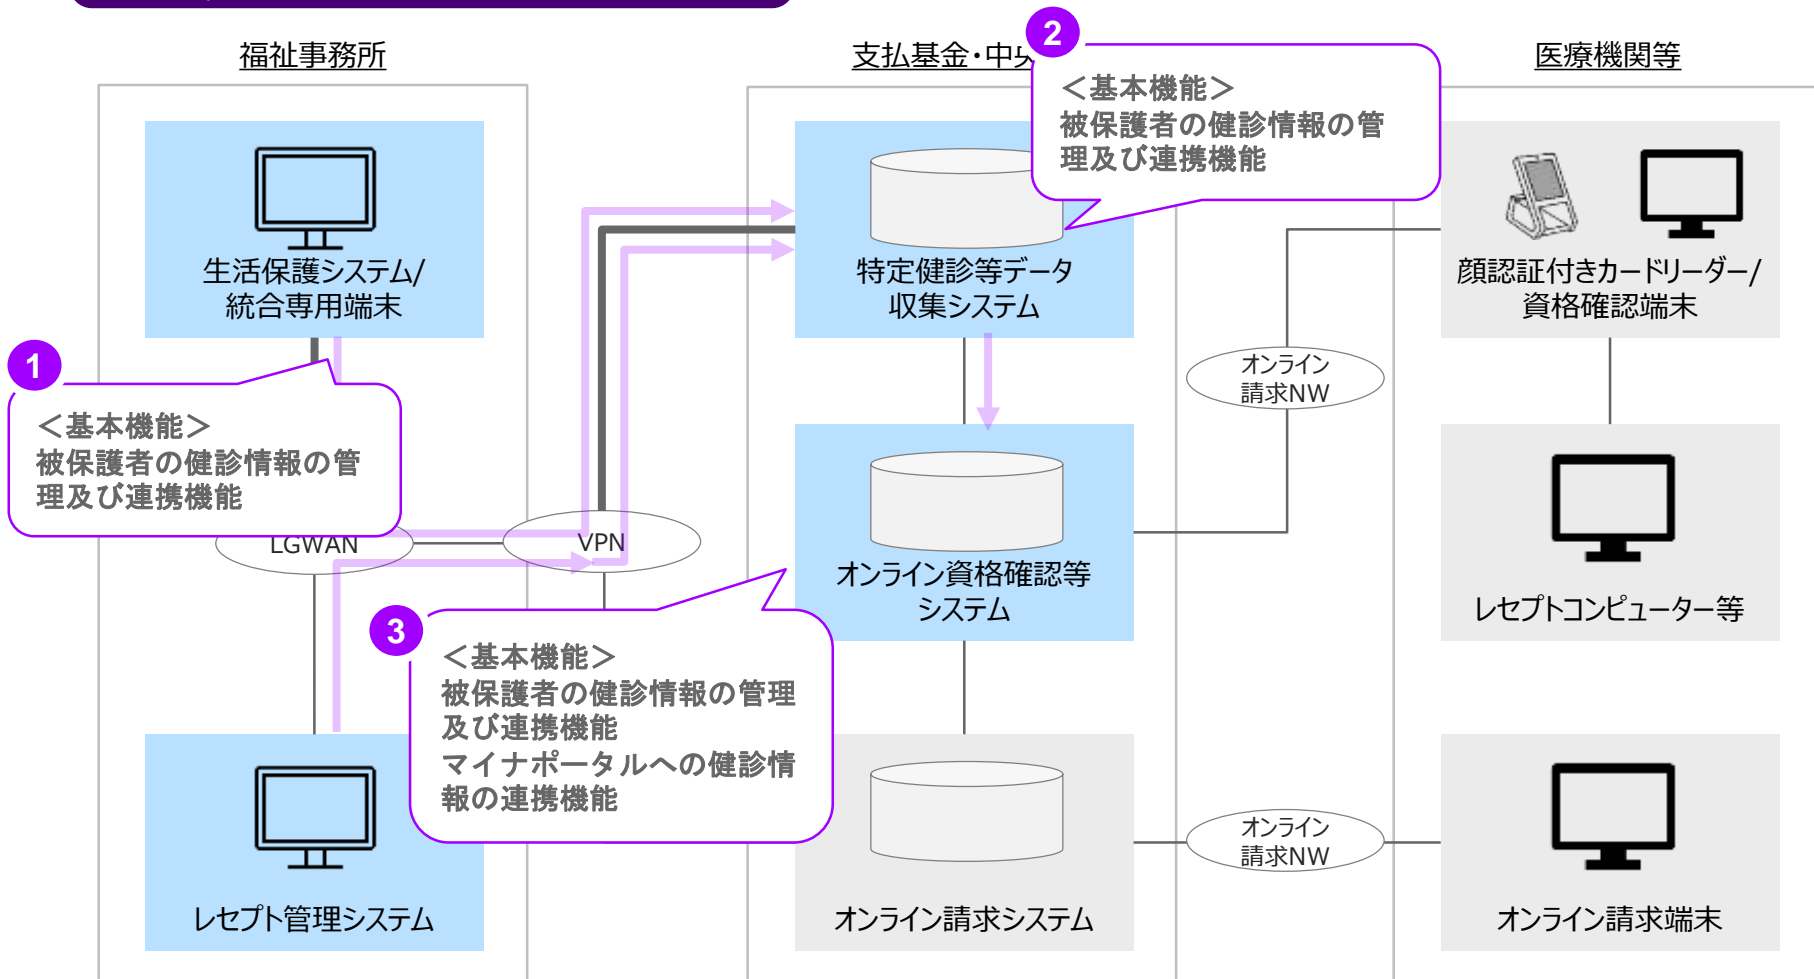 福祉事務所
支払基金・中央
医療機関等
2
＜基本機能＞
被保護者の健診情報の管
理及び連携機能
生活保護システム/
統合専用端末
特定健診等データ
収集システム
顔認証付きカードリーダー/
資格確認端末
1
＜基本機能＞
被保護者の健診情報の管
理及び連携機能
オンライン
請求NW
LGWAN
VPN
オンライン資格確認等
システム
レセプトコンピューター等
3
＜基本機能＞
被保護者の健診情報の管理
及び連携機能
マイナポータルへの健診情
報の連携機能
オンライン
請求NW
レセプト管理システム
オンライン請求システム
オンライン請求端末